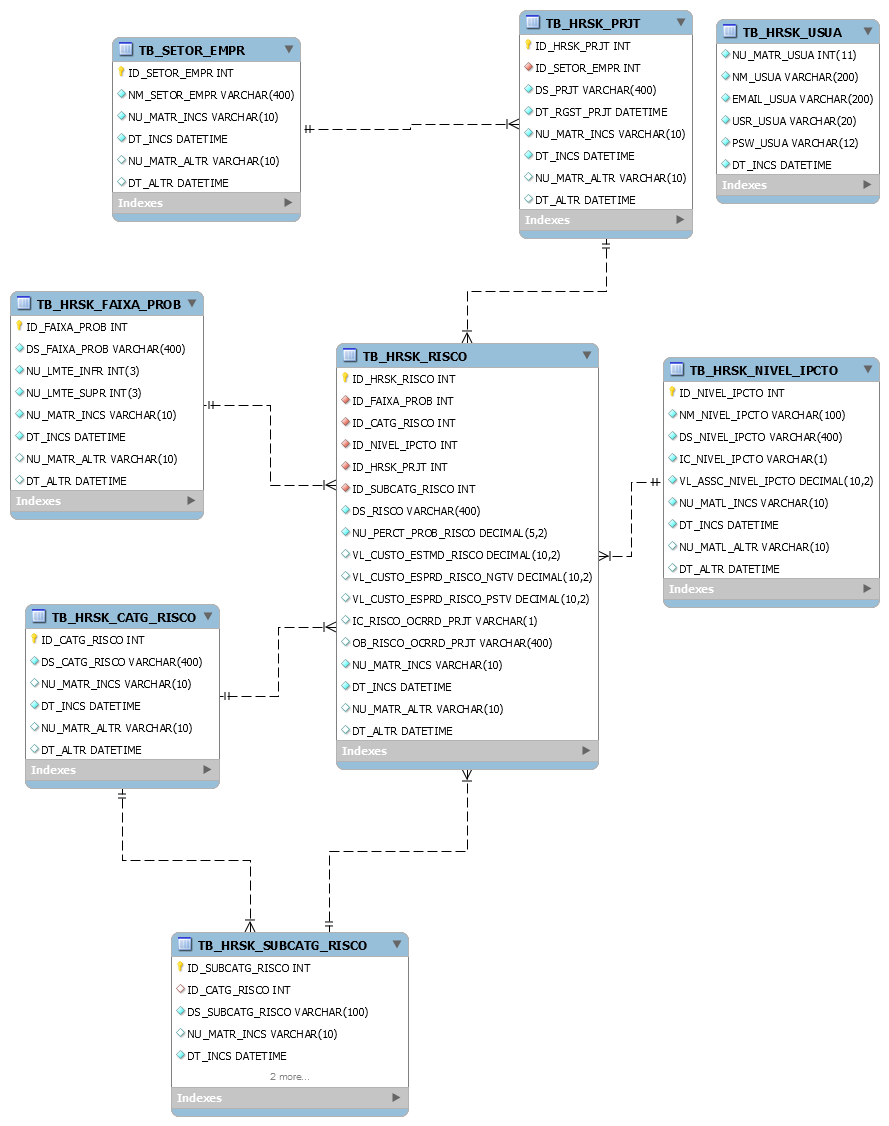 TB_SETOR_EMPR
ID_SETOR_EMPR INT
NM_SETOR_EMPR VARCHAR(400)
NU_MATR_INCS VARCHAR(10)
DT_INCS DATETIME
NU_MATR_ALTR VARCHAR(10)
DT_ALTR DATETIME
Indexes
TB_HRSK_PRJT
ID_HRSK_PRJT INT
ID_SETOR_EMPR INT
DS_PRJT VARCHAR(400)
DT_RGST_PRJT DATETIME
NU_MATR_INCS VARCHAR(10)
DT_INCS DATETIME
NU_MATR_ALTR VARCHAR(10)
DT_ALTR DATETIME
Indexes
TB_HRSK_USUA
NU_MATR_USUA INT(11)
NM_USUA VARCHAR(200)
EMAIL_USUA VARCHAR(200)
USR_USUA VARCHAR(20)
PSW_USUA VARCHAR(12)
DT_INCS DATETIME
Indexes
TB_HRSK_FAIXA_PROB
ID_FAIXA_PROB INT
DS_FAIXA_PROB VARCHAR(400)
NU_LMTE_INFR INT(3)
NU_LMTE_SUPR INT(3)
NU_MATR_INCS VARCHAR(10)
DT_INCS DATETIME
NU_MATR_ALTR VARCHAR(10)
DT_ALTR DATETIME
Indexes
TB_HRSK_RISCO
ID_HRSK_RISCO INT
ID_FAIXA_PROB INT
ID_CATG_RISCO INT
ID_NIVEL_IPCTO INT
ID_HRSK_PRJT INT
ID_SUBCATG_RISCO INT
DS_RISCO VARCHAR(400)
NU_PERCT_PROB_RISCO DECIMAL(5,2)
VL_CUSTO_ESTMD_RISCO DECIMAL(10,2)
VL_CUSTO_ESPRD_RISCO_NGTV DECIMAL(10,2)
VL_CUSTO_ESPRD_RISCO_PSTV DECIMAL(10,2)
IC_RISCO_OCRRD_PRJT VARCHAR(1)
OB_RISCO_OCRRD_PRJT VARCHAR(400)
NU_MATR_INCS VARCHAR(10)
DT_INCS DATETIME
NU_MATR_ALTR VARCHAR(10)
DT_ALTR DATETIME
Indexes
TB_HRSK_NIVEL_IPCTO
ID_NIVEL_IPCTO INT
NM_NIVEL_IPCTO VARCHAR(100)
DS_NIVEL_IPCTO VARCHAR(400)
IC_NIVEL_IPCTO VARCHAR(1)
VL_ASSC_NIVEL_IPCTO DECIMAL(10,2)
NU_MATL_INCS VARCHAR(10)
DT_INCS DATETIME
NU_MATL_ALTR VARCHAR(10)
DT_ALTR DATETIME
Indexes
TB_HRSK_CATG_RISCO
ID_CATG_RISCO INT
DS_CATG_RISCO VARCHAR(400)
NU_MATR_INCS VARCHAR(10)
DT_INCS DATETIME
NU_MATR_ALTR VARCHAR(10)
DT_ALTR DATETIME
Indexes
TB_HRSK_SUBCATG_RISCO
ID_SUBCATG_RISCO INT
ID_CATG_RISCO INT
DS_SUBCATG_RISCO VARCHAR(100)
NU_MATR_INCS VARCHAR(10)
DT_INCS DATETIME
2 more...
Indexes